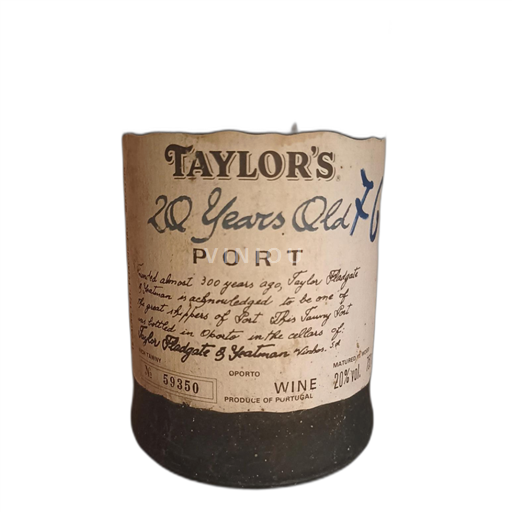 TAYLOR'S
20 Years Old 76
PORT
almost 300 years ago, Taylor Fladgate
& Yeatman is acknowledged to be one of
the great shippers of Port This Tawny Port
was bottled in Oporto in the cellars of:
Taylor Fladgate & Yeatman Vinhos. SA
TAWNY
OPORTO
MATURED
Nº 59350
WINE
20% vol.
PRODUCE OF PORTUGAL